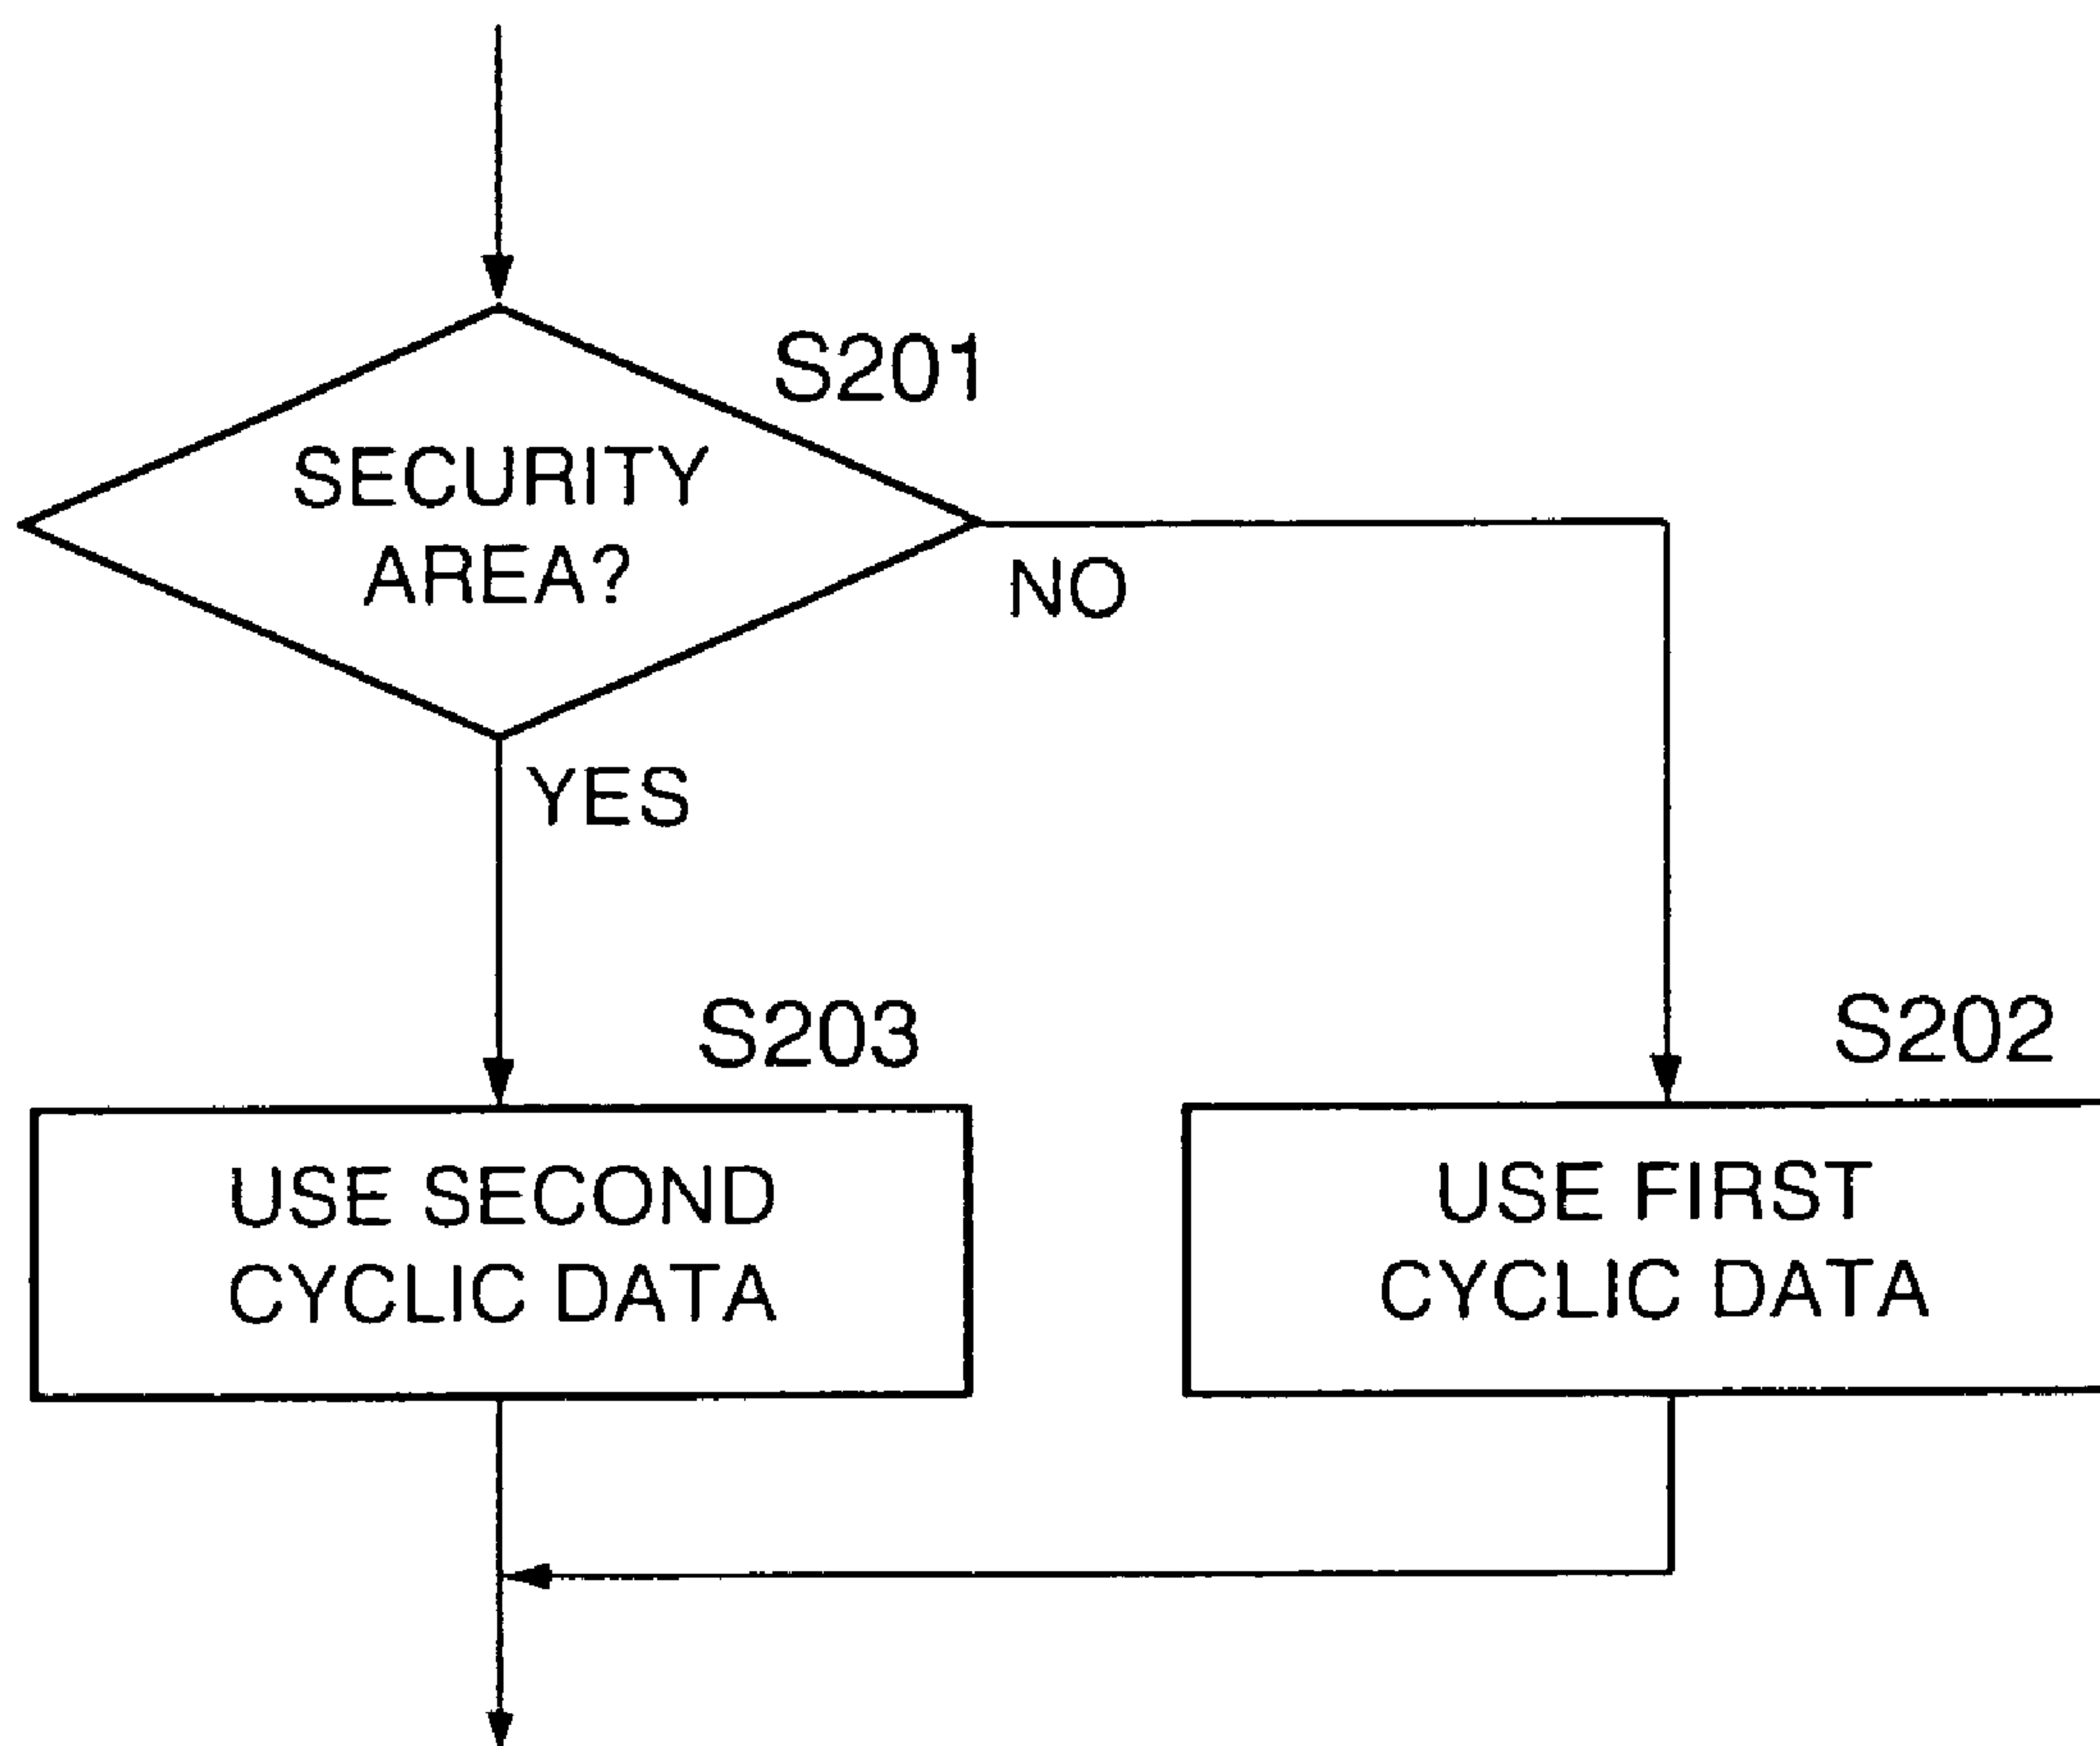 S201
SECURITY
AREA?
NO
YES
S203
S202
USE SECOND
CYCLIC DATA
USE FIRST
CYCLIC DATA